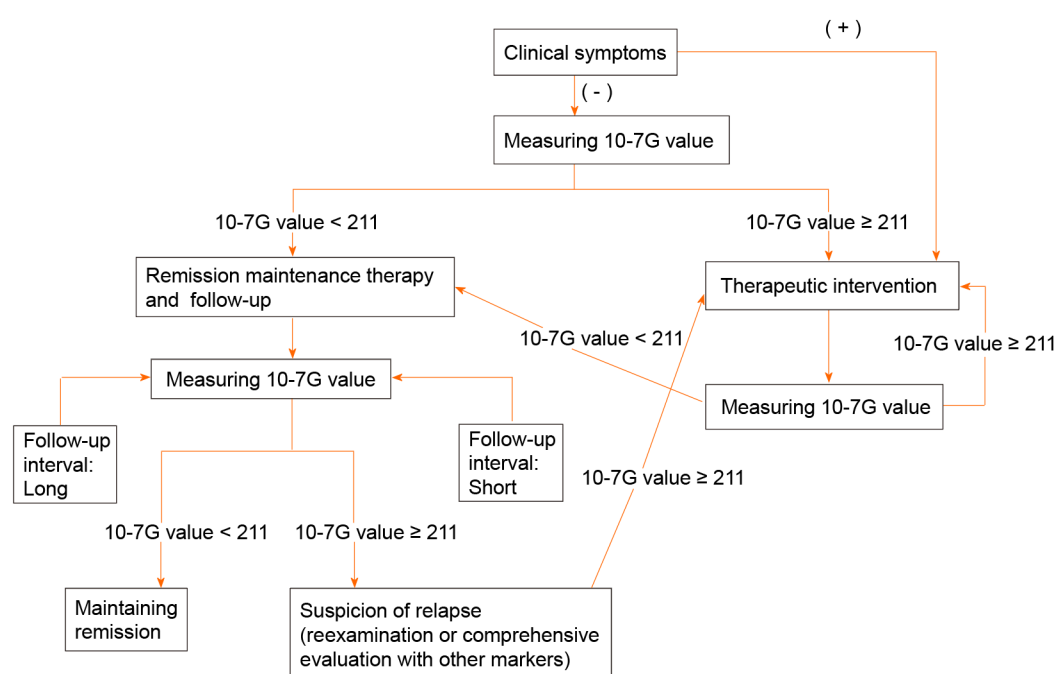 ( + )
Clinical symptoms
( - )
Measuring 10-7G value
10-7G value < 211
10-7G value ≥ 211
Remission maintenance therapy
and follow-up
Therapeutic intervention
10-7G value < 211
10-7G value ≥ 211
Measuring 10-7G value
Measuring 10-7G value
Follow-up
interval:
Long
Follow-up
interval:
Short
10-7G value ≥ 211
10-7G value < 211
10-7G value ≥ 211
Maintaining
remission
Suspicion of relapse
(reexamination or comprehensive
evaluation with other markers)